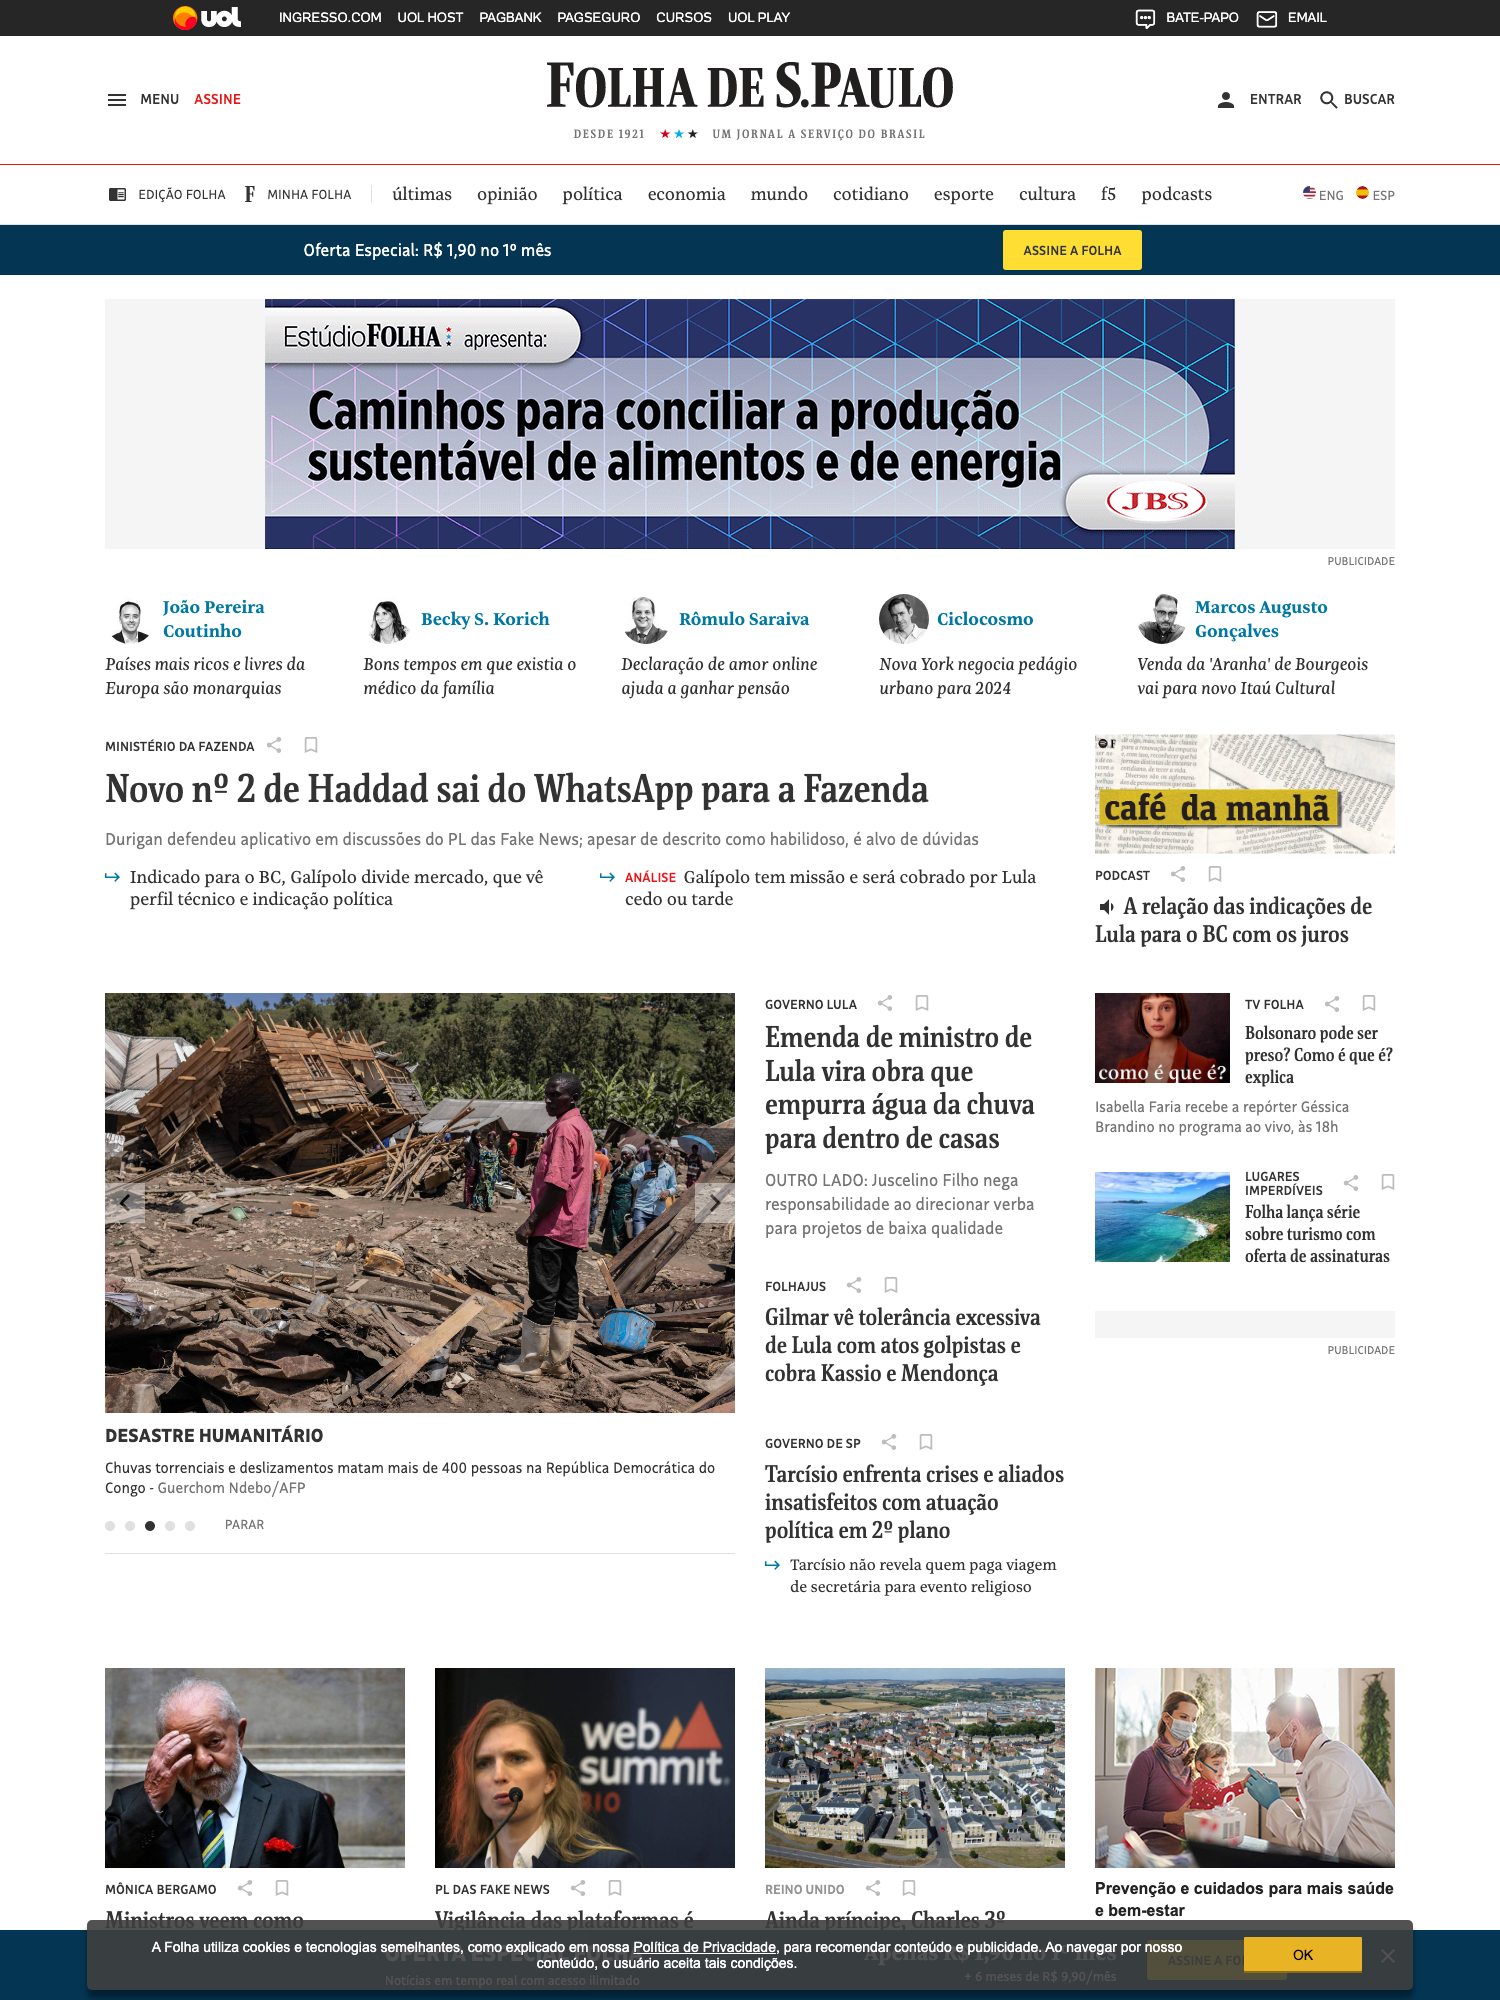 uol INGRESSO.COM UOL HOST PAGBANK PAGSEGURO CURSOS UOL PLAY BATE-PAPO EMAIL
MENU ASSINE
FOLHA DE S.PAULO
DESDE 1921 ★★★ UM JORNAL A SERVIÇO DO BRASIL
ENTRAR BUSCAR
EDIÇÃO FOLHA F MINHA FOLHA últimas opinião política economia mundo cotidiano esporte cultura f5 podcasts ENG ESP
Oferta Especial: R$ 1,90 no 1º mês ASSINE A FOLHA
EstúdioFOLHA apresenta:
Caminhos para conciliar a produção
sustentável de alimentos e de energia
JBS
PUBLICIDADE
João Pereira
Coutinho
Países mais ricos e livres da
Europa são monarquias
Becky S. Korich
Bons tempos em que existia o
médico da família
Rômulo Saraiva
Declaração de amor online
ajuda a ganhar pensão
Ciclocosmo
Nova York negocia pedágio
urbano para 2024
Marcos Augusto
Gonçalves
Venda da 'Aranha' de Bourgeois
vai para novo Itaú Cultural
MINISTÉRIO DA FAZENDA
Novo nº 2 de Haddad sai do WhatsApp para a Fazenda
Durigan defendeu aplicativo em discussões do PL das Fake News; apesar de descrito como habilidoso, é alvo de dúvidas
Indicado para o BC, Galípolo divide mercado, que vê
perfil técnico e indicação política
ANÁLISE Galípolo tem missão e será cobrado por Lula
cedo ou tarde
café da manhã
PODCAST
A relação das indicações de
Lula para o BC com os juros
DESASTRE HUMANITÁRIO
Chuvas torrenciais e deslizamentos matam mais de 400 pessoas na República Democrática do
Congo - Guerchom Ndebo/AFP
PARAR
GOVERNO LULA
Emenda de ministro de
Lula vira obra que
empurra água da chuva
para dentro de casas
OUTRO LADO: Juscelino Filho nega
responsabilidade ao direcionar verba
para projetos de baixa qualidade
FOLHAJUS
Gilmar vê tolerância excessiva
de Lula com atos golpistas e
cobra Kassio e Mendonça
GOVERNO DE SP
Tarcísio enfrenta crises e aliados
insatisfeitos com atuação
política em 2º plano
Tarcísio não revela quem paga viagem
de secretária para evento religioso
como é que é?
TV FOLHA
Bolsonaro pode ser
preso? Como é que é?
explica
Isabella Faria recebe a repórter Géssica
Brandino no programa ao vivo, às 18h
LUGARES
IMPERDÍVEIS
Folha lança série
sobre turismo com
oferta de assinaturas
PUBLICIDADE
MÔNICA BERGAMO
Ministros veem como
web
summit
RIO
PL DAS FAKE NEWS
Vigilância das plataformas é
REINO UNIDO
Ainda príncipe, Charles 3º
Prevenção e cuidados para mais saúde
e bem-estar
A Folha utiliza cookies e tecnologias semelhantes, como explicado em nossa Política de Privacidade, para recomendar conteúdo e publicidade. Ao navegar por nosso
conteúdo, o usuário aceita tais condições.
OK
Apenas R$ 1,90 no 1º mês
Notícias em tempo real com acesso ilimitado
+ 6 meses de R$ 9,90/mês
ASSINE A FO